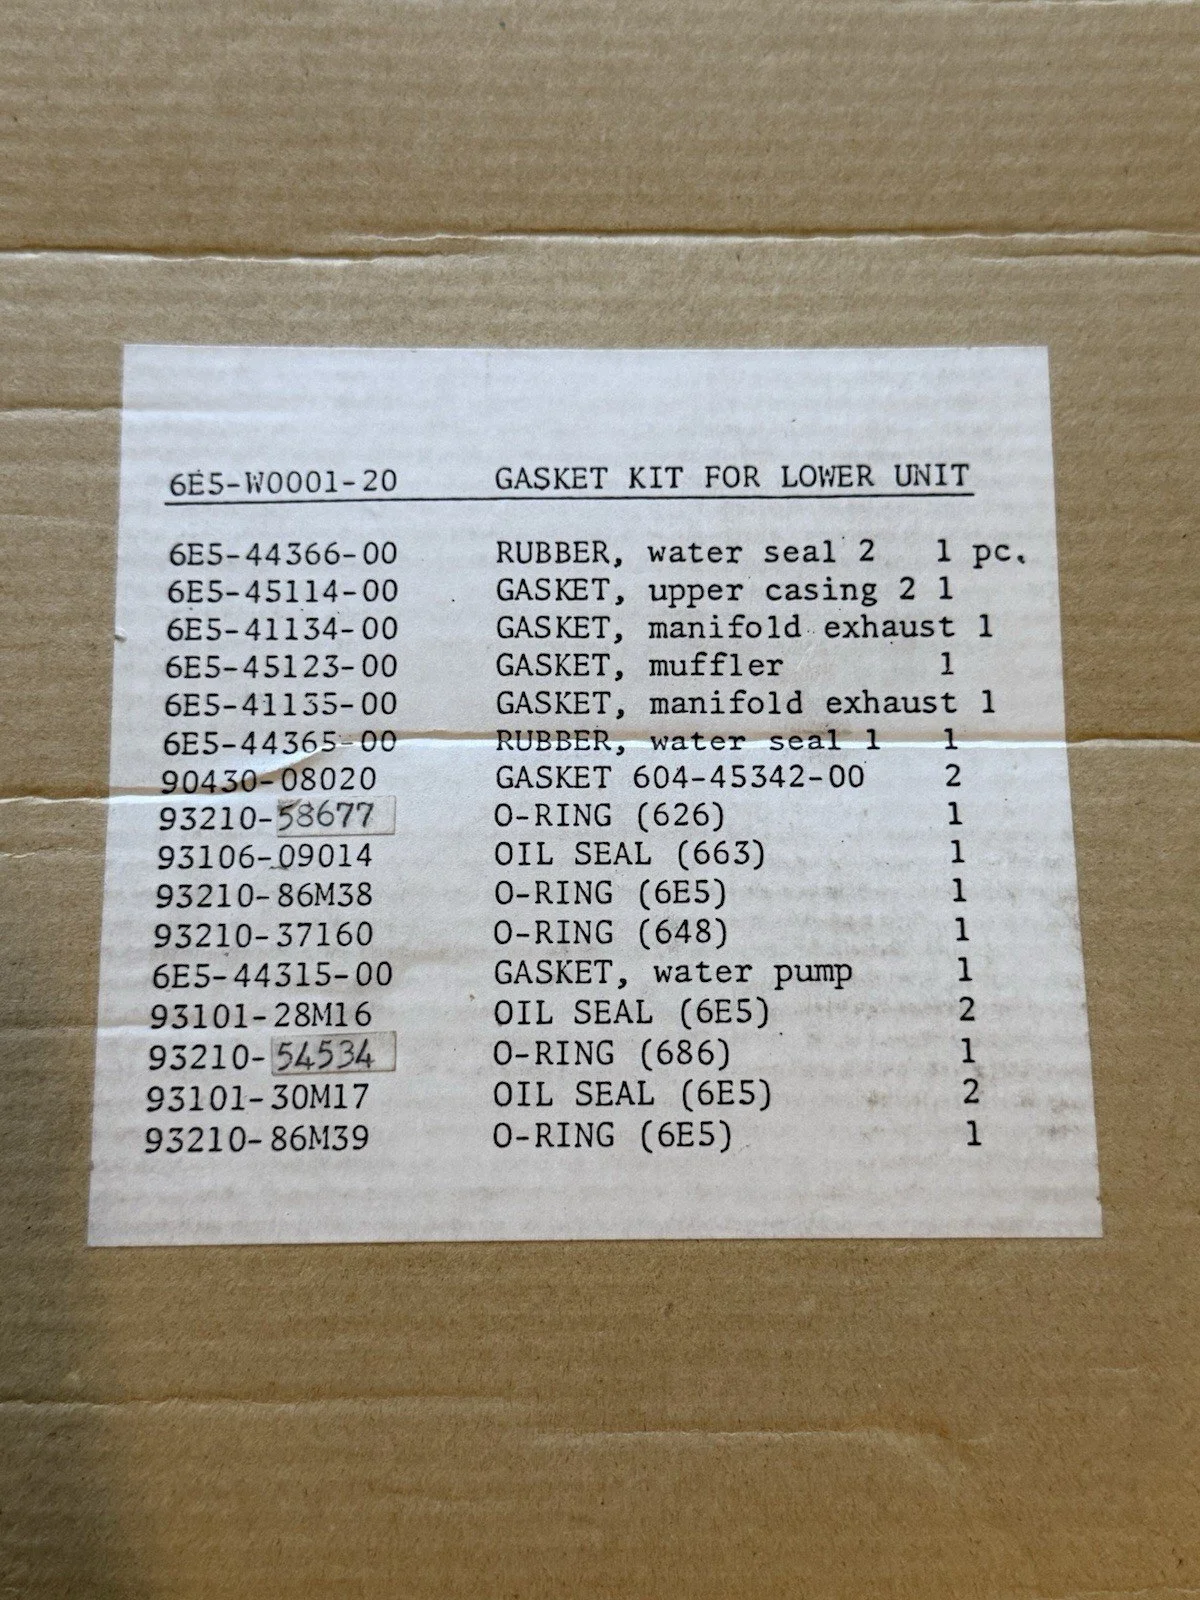 6E5-W0001-20 GASKET KIT FOR LOWER UNIT
6E5-44366-00 RUBBER, water seal 2 1 pc.
6E5-45114-00 GASKET, upper casing 2 1
6E5-41134-00 GASKET, manifold exhaust 1
6E5-45123-00 GASKET, muffler 1
6E5-41135-00 GASKET, manifold exhaust 1
6E5-44365-00 RUBBER, water seal 1 1
90430-08020 GASKET 604-45342-00 2
93210-58677 O-RING (626) 1
93106-09014 OIL SEAL (663) 1
93210-86M38 O-RING (6E5) 1
93210-37160 O-RING (648) 1
6E5-44315-00 GASKET, water pump 1
93101-28M16 OIL SEAL (6E5) 2
93210-54534 O-RING (686) 1
93101-30M17 OIL SEAL (6E5) 2
93210-86M39 O-RING (6E5) 1